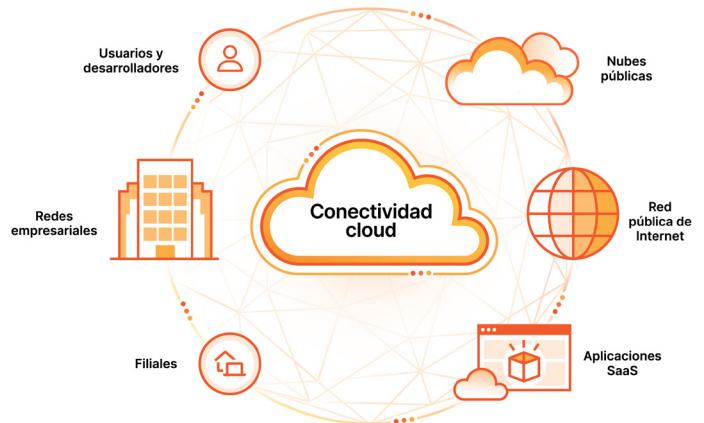 Usuarios y
desarrolladores
Nubes
públicas
Conectividad
cloud
Redes
empresariales
Red
pública de
Internet
Filiales
Aplicaciones
SaaS